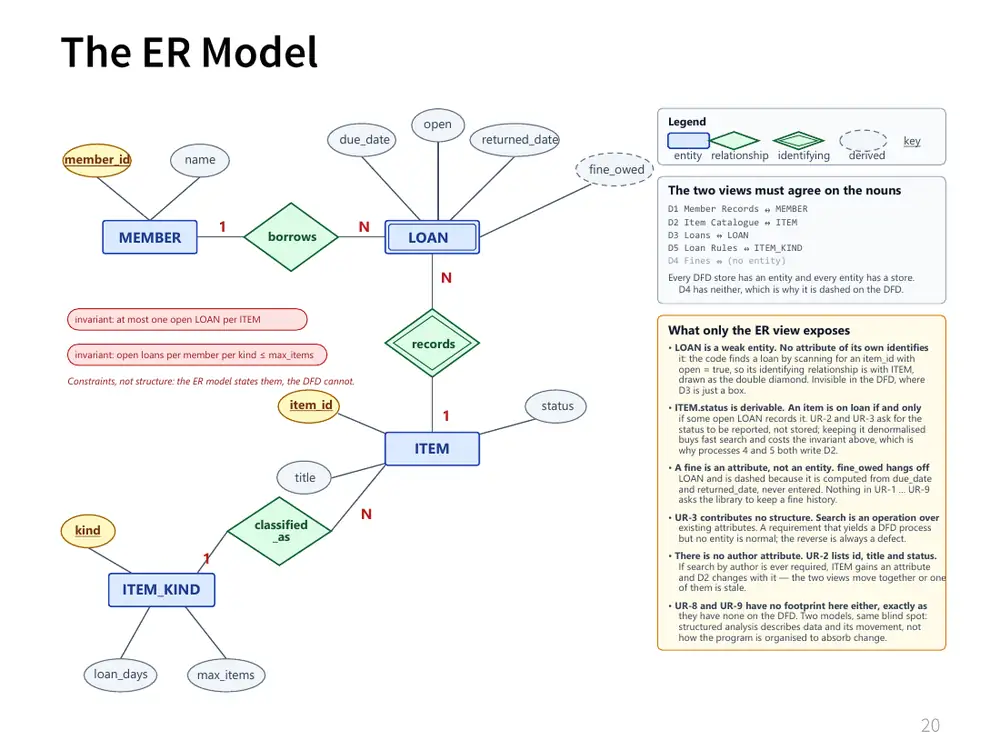 The ER Model
member_id
name
due_date
open
returned_date
fine_owed
MEMBER
1
borrows
N
LOAN
N
invariant: at most one open LOAN per ITEM
invariant: open loans per member per kind ≤ max_items
Constraints, not structure: the ER model states them, the DFD cannot.
records
item_id
1
status
ITEM
title
N
classified
_as
kind
1
ITEM_KIND
loan_days
max_items
Legend
entity relationship identifying derived key
The two views must agree on the nouns
D1 Member Records ↔ MEMBER
D2 Item Catalogue ↔ ITEM
D3 Loans ↔ LOAN
D5 Loan Rules ↔ ITEM_KIND
D4 Fines ↔ (no entity)
Every DFD store has an entity and every entity has a store.
D4 has neither, which is why it is dashed on the DFD.
What only the ER view exposes
• LOAN is a weak entity. No attribute of its own identifies
it: the code finds a loan by scanning for an item_id with
open = true, so its identifying relationship is with ITEM,
drawn as the double diamond. Invisible in the DFD, where
D3 is just a box.
• ITEM.status is derivable. An item is on loan if and only
if some open LOAN records it. UR-2 and UR-3 ask for the
status to be reported, not stored; keeping it denormalised
buys fast search and costs the invariant above, which is
why processes 4 and 5 both write D2.
• A fine is an attribute, not an entity. fine_owed hangs off
LOAN and is dashed because it is computed from due_date
and returned_date, never entered. Nothing in UR-1 ... UR-9
asks the library to keep a fine history.
• UR-3 contributes no structure. Search is an operation over
existing attributes. A requirement that yields a DFD process
but no entity is normal; the reverse is always a defect.
• There is no author attribute. UR-2 lists id, title and status.
If search by author is ever required, ITEM gains an attribute
and D2 changes with it — the two views move together or one
of them is stale.
• UR-8 and UR-9 have no footprint here either, exactly as
they have none on the DFD. Two models, same blind spot:
structured analysis describes data and its movement, not
how the program is organised to absorb change.
20